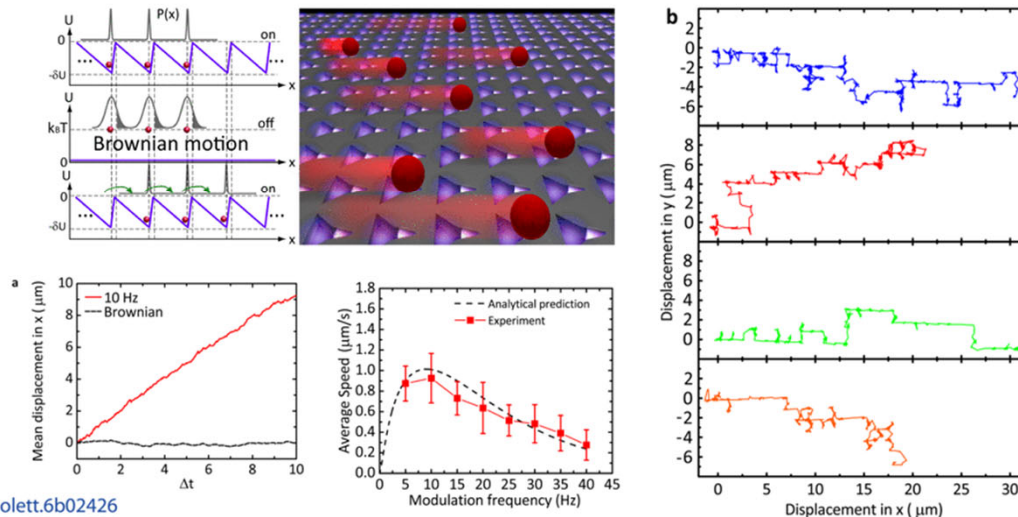 P(x)
U
0
on
...
...
-δU
x
U
kBT
off
Brownian motion
0
x
U
on
0
...
...
-δU
x
a
Mean displacement in x (μm)
10
8
6
4
2
0
10 Hz
Brownian
0 2 4 6 8 10
Δt
Average Speed (μm/s)
1.8
1.6
1.4
1.2
1.0
0.8
0.6
0.4
0.2
0.0
Analytical prediction
Experiment
0 5 10 15 20 25 30 35 40 45
Modulation frequency (Hz)
b
Displacement in y (μm)
2
0
-2
-4
-6
8
6
4
2
0
8
4
2
0
0
-2
-4
-6
0 5 10 15 20 25 30
Displacement in x ( μm)
olett.6b02426